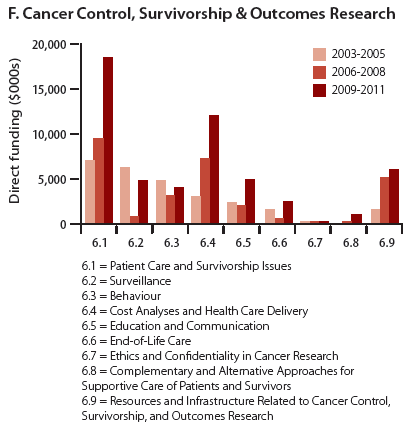 F. Cancer Control, Survivorship & Outcomes Research
Direct funding ($000s)
20,000
15,000
10,000
5,000
0
2003-2005
2006-2008
2009-2011
6.1 6.2 6.3 6.4 6.5 6.6 6.7 6.8 6.9
6.1 = Patient Care and Survivorship Issues
6.2 = Surveillance
6.3 = Behaviour
6.4 = Cost Analyses and Health Care Delivery
6.5 = Education and Communication
6.6 = End-of-Life Care
6.7 = Ethics and Confidentiality in Cancer Research
6.8 = Complementary and Alternative Approaches for
Supportive Care of Patients and Survivors
6.9 = Resources and Infrastructure Related to Cancer Control,
Survivorship, and Outcomes Research